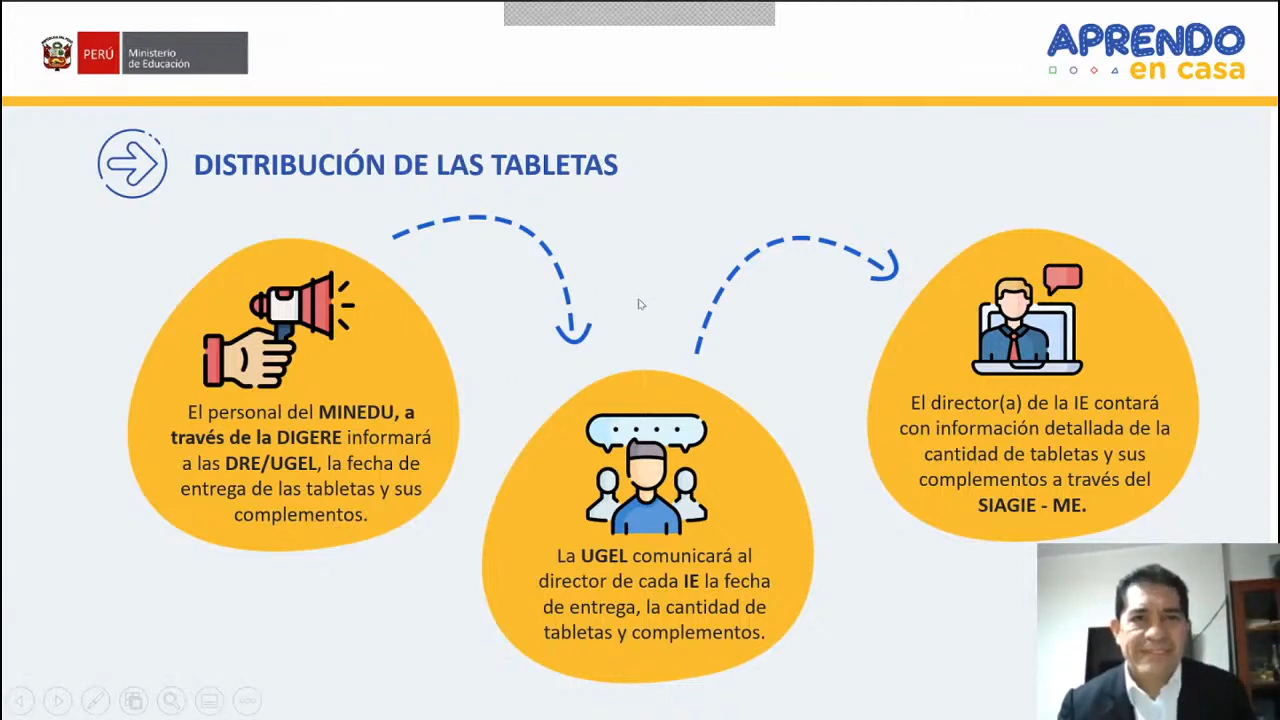 PERÚ
Ministerio
de Educación
APRENDO
en casa
DISTRIBUCIÓN DE LAS TABLETAS
El personal del MINEDU, a
través de la DIGERE informará
a las DRE/UGEL, la fecha de
entrega de las tabletas y sus
complementos.
La UGEL comunicará al
director de cada IE la fecha
de entrega, la cantidad de
tabletas y complementos.
El director(a) de la IE contará
con información detallada de la
cantidad de tabletas y sus
complementos a través del
SIAGIE - ME.